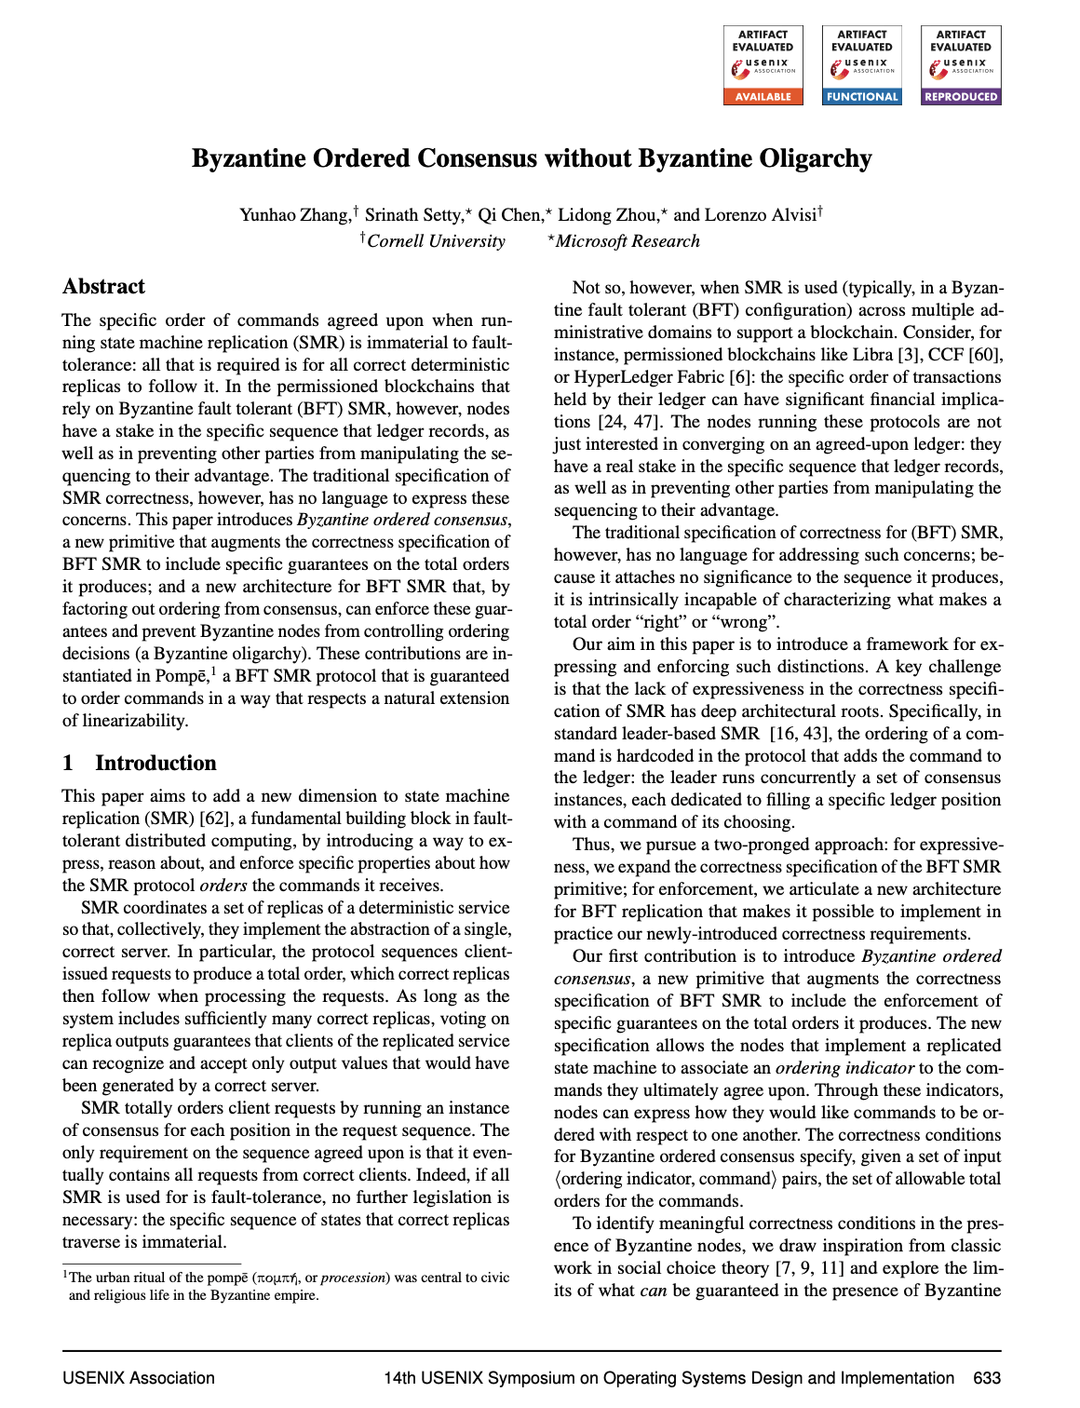 ARTIFACT
EVALUATED
usenix
ASSOCIATION
AVAILABLE
ARTIFACT
EVALUATED
usenix
ASSOCIATION
FUNCTIONAL
ARTIFACT
EVALUATED
usenix
ASSOCIATION
REPRODUCED
Byzantine Ordered Consensus without Byzantine Oligarchy
Yunhao Zhang,† Srinath Setty,⋆ Qi Chen,⋆ Lidong Zhou,⋆ and Lorenzo Alvisi†
†Cornell University ⋆Microsoft Research
Abstract
The specific order of commands agreed upon when run-
ning state machine replication (SMR) is immaterial to fault-
tolerance: all that is required is for all correct deterministic
replicas to follow it. In the permissioned blockchains that
rely on Byzantine fault tolerant (BFT) SMR, however, nodes
have a stake in the specific sequence that ledger records, as
well as in preventing other parties from manipulating the se-
quencing to their advantage. The traditional specification of
SMR correctness, however, has no language to express these
concerns. This paper introduces Byzantine ordered consensus,
a new primitive that augments the correctness specification of
BFT SMR to include specific guarantees on the total orders
it produces; and a new architecture for BFT SMR that, by
factoring out ordering from consensus, can enforce these guar-
antees and prevent Byzantine nodes from controlling ordering
decisions (a Byzantine oligarchy). These contributions are in-
stantiated in Pompē,1 a BFT SMR protocol that is guaranteed
to order commands in a way that respects a natural extension
of linearizability.
1 Introduction
This paper aims to add a new dimension to state machine
replication (SMR) [62], a fundamental building block in fault-
tolerant distributed computing, by introducing a way to ex-
press, reason about, and enforce specific properties about how
the SMR protocol orders the commands it receives.
SMR coordinates a set of replicas of a deterministic service
so that, collectively, they implement the abstraction of a single,
correct server. In particular, the protocol sequences client-
issued requests to produce a total order, which correct replicas
then follow when processing the requests. As long as the
system includes sufficiently many correct replicas, voting on
replica outputs guarantees that clients of the replicated service
can recognize and accept only output values that would have
been generated by a correct server.
SMR totally orders client requests by running an instance
of consensus for each position in the request sequence. The
only requirement on the sequence agreed upon is that it even-
tually contains all requests from correct clients. Indeed, if all
SMR is used for is fault-tolerance, no further legislation is
necessary: the specific sequence of states that correct replicas
traverse is immaterial.
1The urban ritual of the pompē (πομπή, or procession) was central to civic
and religious life in the Byzantine empire.
Not so, however, when SMR is used (typically, in a Byzan-
tine fault tolerant (BFT) configuration) across multiple ad-
ministrative domains to support a blockchain. Consider, for
instance, permissioned blockchains like Libra [3], CCF [60],
or HyperLedger Fabric [6]: the specific order of transactions
held by their ledger can have significant financial implica-
tions [24, 47]. The nodes running these protocols are not
just interested in converging on an agreed-upon ledger: they
have a real stake in the specific sequence that ledger records,
as well as in preventing other parties from manipulating the
sequencing to their advantage.
The traditional specification of correctness for (BFT) SMR,
however, has no language for addressing such concerns; be-
cause it attaches no significance to the sequence it produces,
it is intrinsically incapable of characterizing what makes a
total order “right” or “wrong”.
Our aim in this paper is to introduce a framework for ex-
pressing and enforcing such distinctions. A key challenge
is that the lack of expressiveness in the correctness specifi-
cation of SMR has deep architectural roots. Specifically, in
standard leader-based SMR [16, 43], the ordering of a com-
mand is hardcoded in the protocol that adds the command to
the ledger: the leader runs concurrently a set of consensus
instances, each dedicated to filling a specific ledger position
with a command of its choosing.
Thus, we pursue a two-pronged approach: for expressive-
ness, we expand the correctness specification of the BFT SMR
primitive; for enforcement, we articulate a new architecture
for BFT replication that makes it possible to implement in
practice our newly-introduced correctness requirements.
Our first contribution is to introduce Byzantine ordered
consensus, a new primitive that augments the correctness
specification of BFT SMR to include the enforcement of
specific guarantees on the total orders it produces. The new
specification allows the nodes that implement a replicated
state machine to associate an ordering indicator to the com-
mands they ultimately agree upon. Through these indicators,
nodes can express how they would like commands to be or-
dered with respect to one another. The correctness conditions
for Byzantine ordered consensus specify, given a set of input
⟨ordering indicator, command⟩ pairs, the set of allowable total
orders for the commands.
To identify meaningful correctness conditions in the pres-
ence of Byzantine nodes, we draw inspiration from classic
work in social choice theory [7, 9, 11] and explore the lim-
its of what can be guaranteed in the presence of Byzantine
USENIX Association 14th USENIX Symposium on Operating Systems Design and Implementation 633